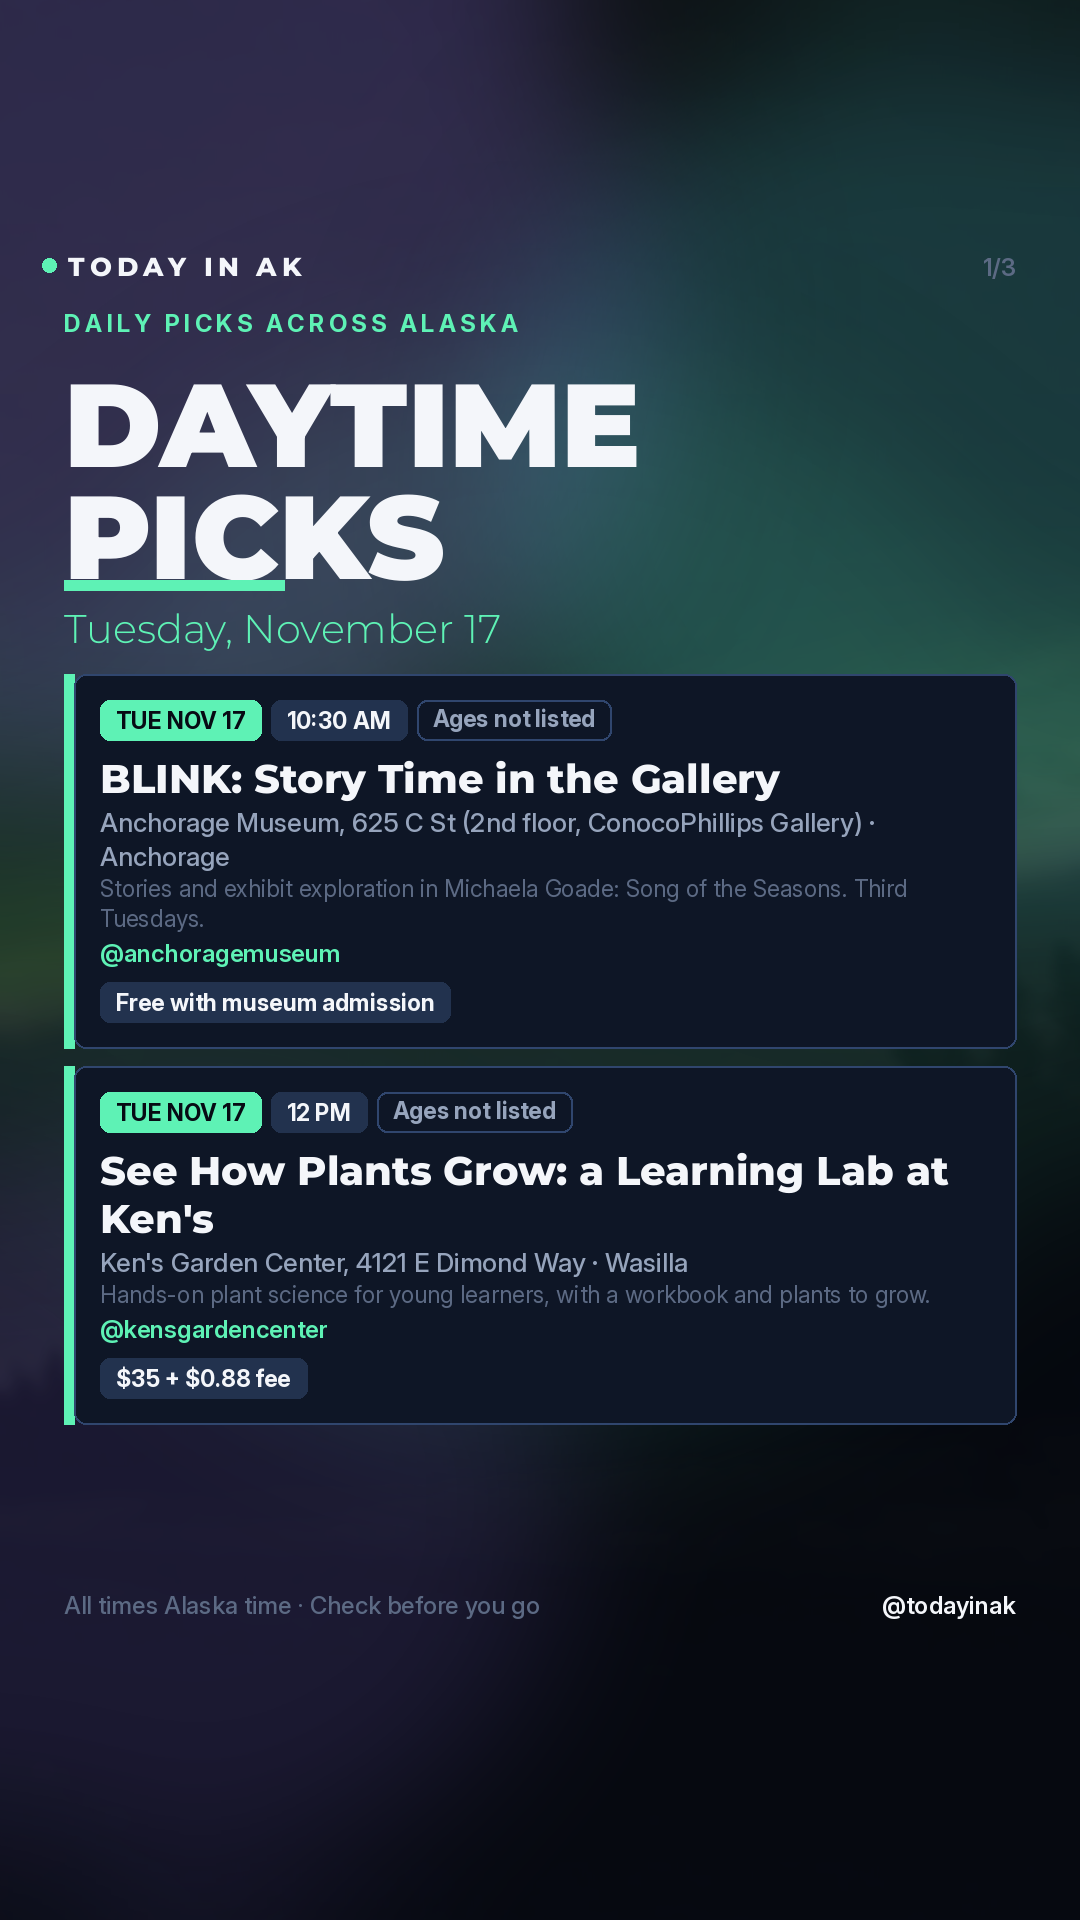 TODAY IN AK
1/3
DAILY PICKS ACROSS ALASKA
DAYTIME
PICKS
Tuesday, November 17
TUE NOV 17 10:30 AM Ages not listed
BLINK: Story Time in the Gallery
Anchorage Museum, 625 C St (2nd floor, ConocoPhillips Gallery) ·
Anchorage
Stories and exhibit exploration in Michaela Goade: Song of the Seasons. Third
Tuesdays.
@anchoragemuseum
Free with museum admission
TUE NOV 17 12 PM Ages not listed
See How Plants Grow: a Learning Lab at
Ken's
Ken's Garden Center, 4121 E Dimond Way · Wasilla
Hands-on plant science for young learners, with a workbook and plants to grow.
@kensgardencenter
$35 + $0.88 fee
All times Alaska time · Check before you go
@todayinak